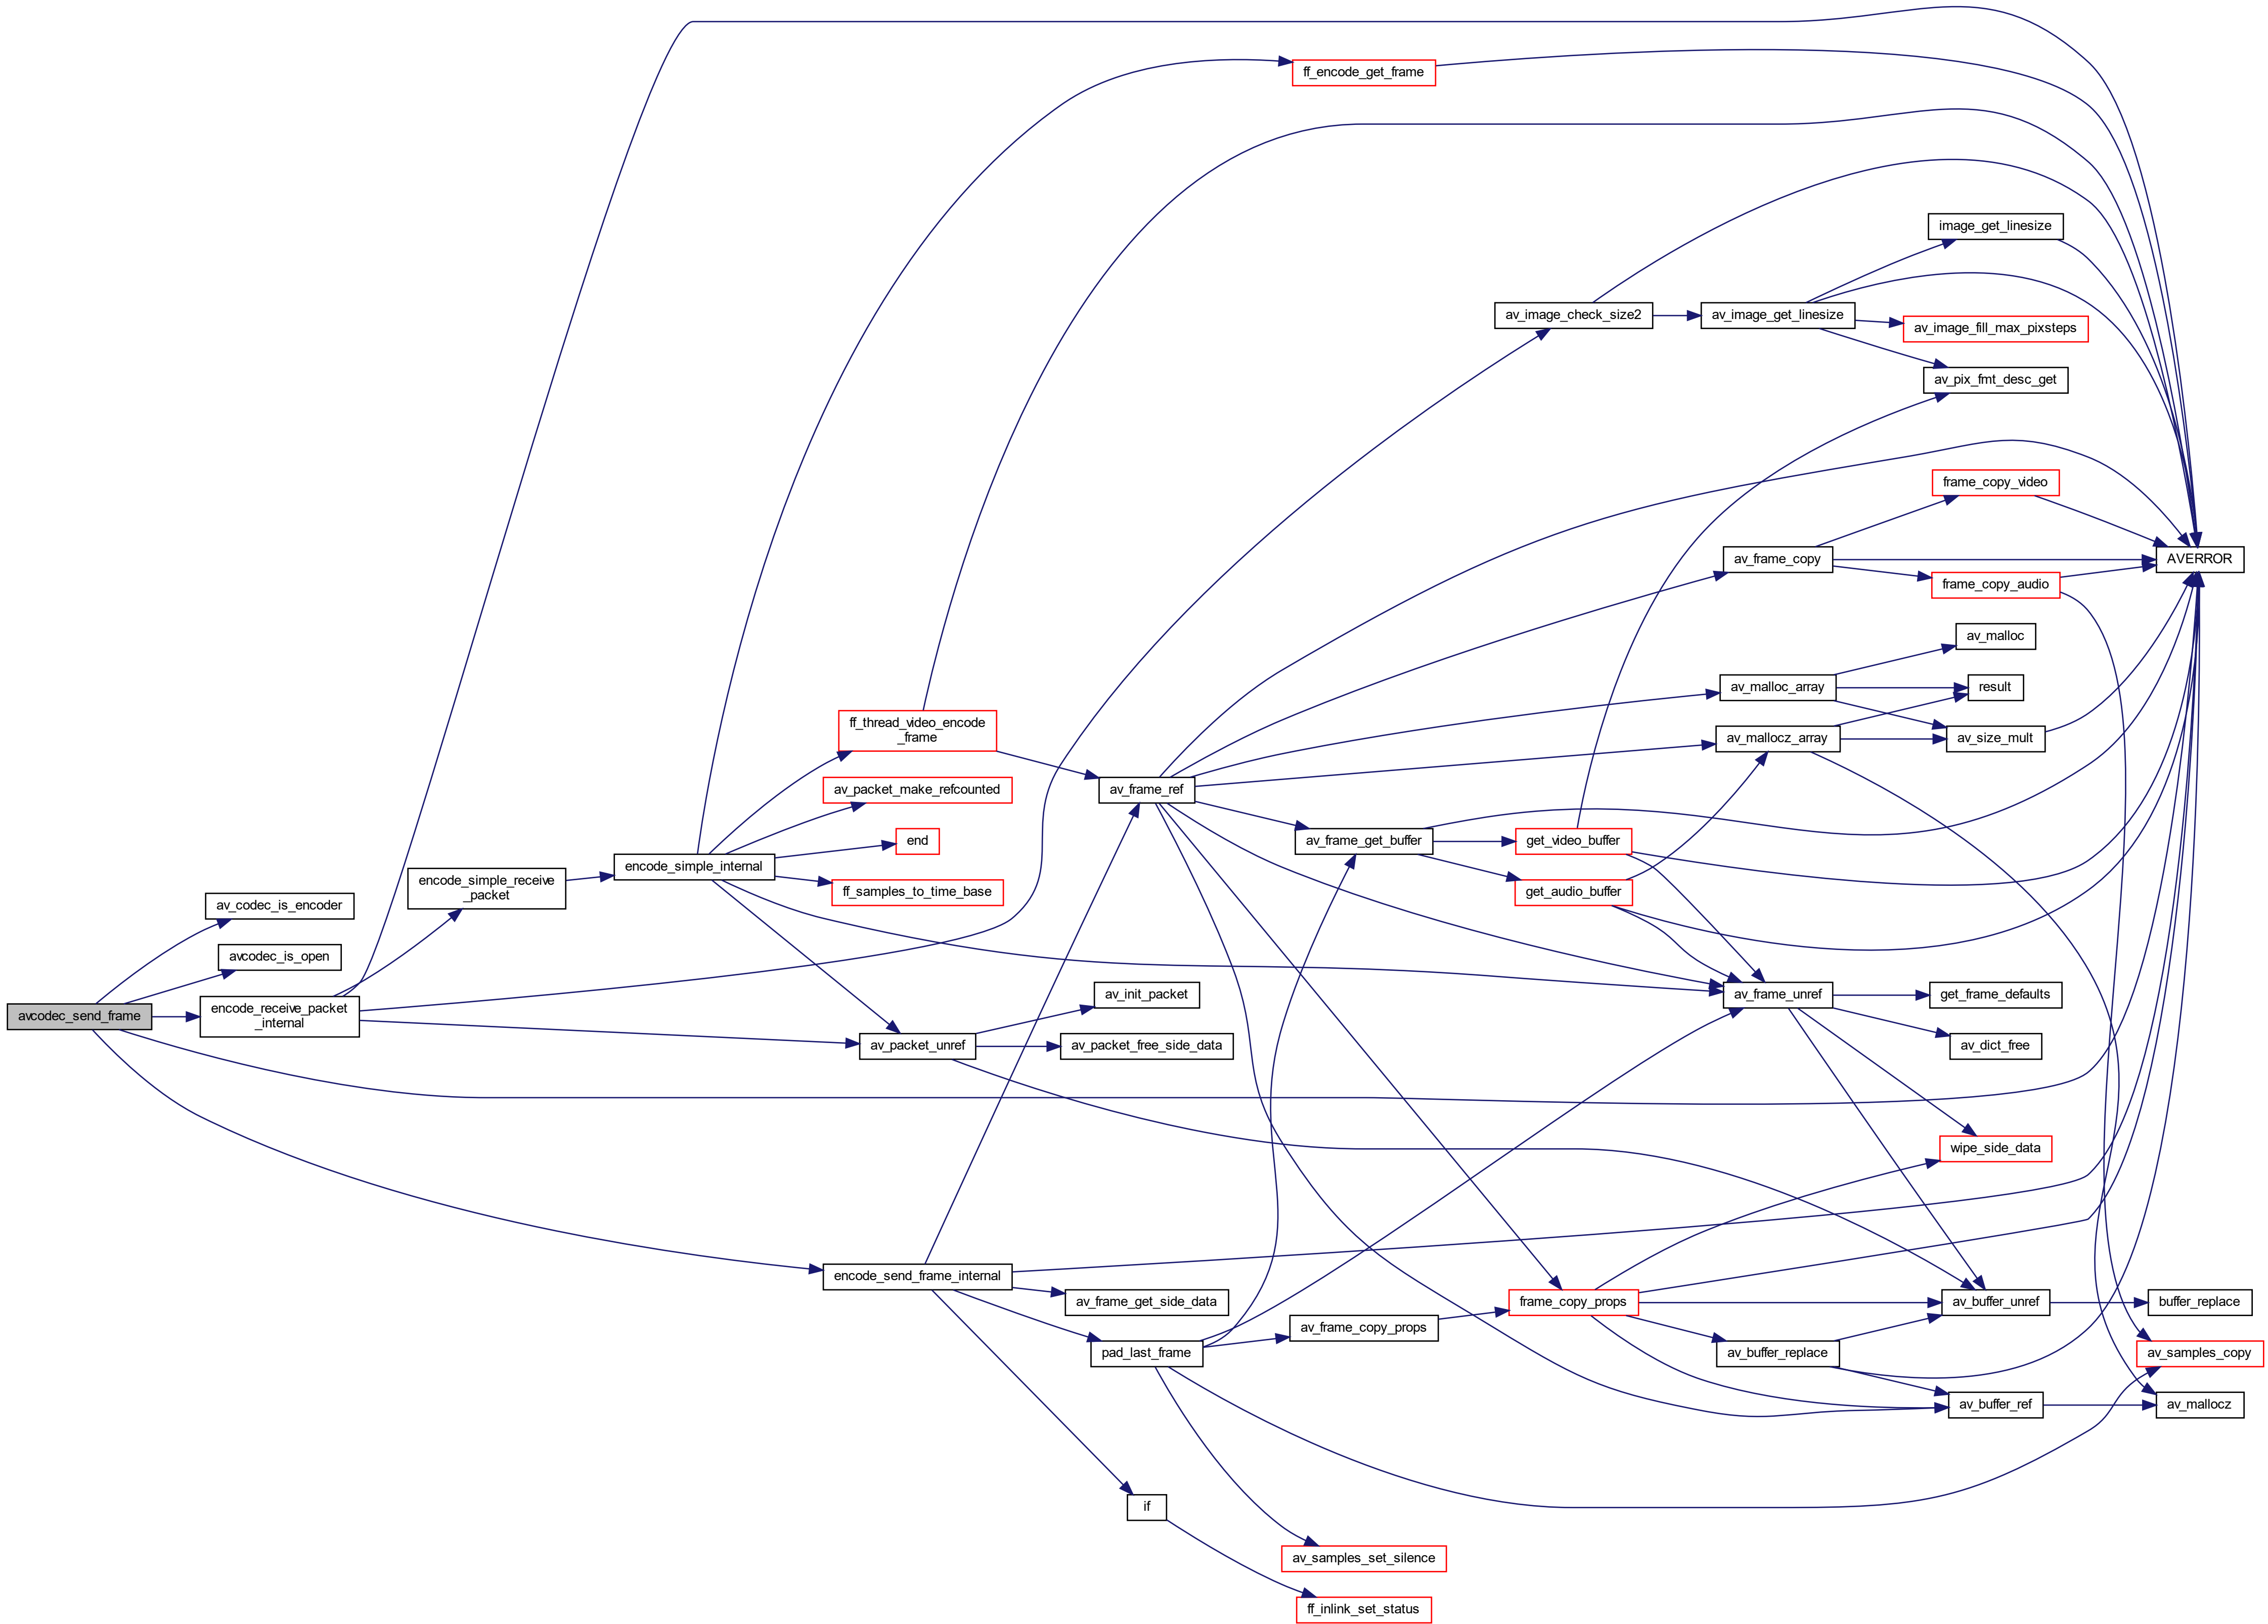 ff_encode_get_frame
image_get_linesize
av_image_check_size2
av_image_get_linesize
av_image_fill_max_pixsteps
av_pix_fmt_desc_get
frame_copy_video
av_frame_copy
AVERROR
frame_copy_audio
av_malloc
av_malloc_array
result
ff_thread_video_encode
_frame
av_mallocz_array
av_size_mult
av_packet_make_refcounted
av_frame_ref
end
av_frame_get_buffer
get_video_buffer
encode_simple_internal
encode_simple_receive
_packet
ff_samples_to_time_base
get_audio_buffer
av_codec_is_encoder
avcodec_is_open
av_init_packet
av_frame_unref
get_frame_defaults
avcodec_send_frame
encode_receive_packet
_internal
av_packet_unref
av_packet_free_side_data
av_dict_free
wipe_side_data
encode_send_frame_internal
av_frame_get_side_data
frame_copy_props
av_buffer_unref
buffer_replace
av_frame_copy_props
pad_last_frame
av_buffer_replace
av_samples_copy
av_buffer_ref
av_mallocz
if
av_samples_set_silence
ff_inlink_set_status